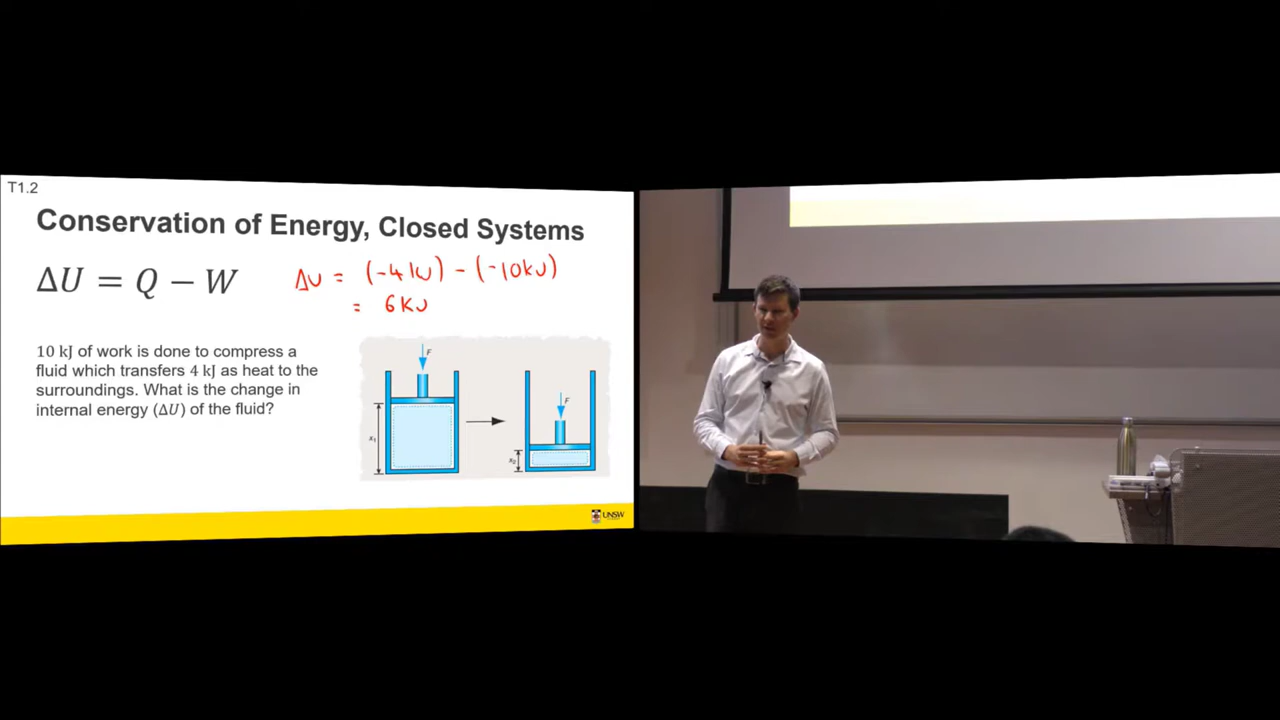 T1.2
Conservation of Energy, Closed Systems
ΔU = Q − W
ΔU = (-4 kJ) - (-10kJ)
= 6kJ
10 kJ of work is done to compress a
fluid which transfers 4 kJ as heat to the
surroundings. What is the change in
internal energy (ΔU) of the fluid?
F
x₁
F
x₂
UNSW